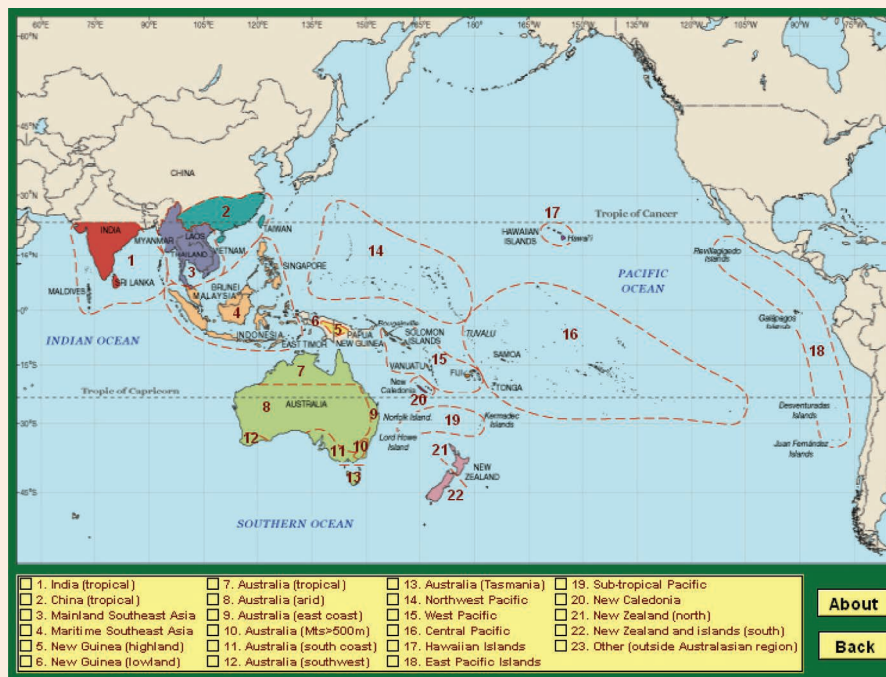 75°E 90°E 105°E 120°E 135°E 150°E 165°E 180° 165°W 150°W 135°W 120°W 105°W 90°W 75°W
60°N
45°N
CHINA
30°N
2
17
Tropic of Cancer
INDIA
TAIWAN
HAWAIIAN
ISLANDS
Hawai'i
MYANMAR
LAOS
1
VIETNAM
14
Revillagigedo
Islands
THAILAND
15°N
3
SINGAPORE
PACIFIC
OCEAN
SRI LANKA
BRUNEI
MALAYSIA
MALDIVES
0°
4
6
5
Bougainville
Galapagos
Islands
INDONESIA
PAPUA
NEW GUINEA
SOLOMON
ISLANDS
TUVALU
16
INDIAN OCEAN
EAST TIMOR
15
SAMOA
18
15°S
7
VANUATU
FIJI
New
Caledonia
TONGA
Tropic of Capricorn
20
8
AUSTRALIA
9
Norfolk Island
19
Kermadec
Islands
Desventuradas
Islands
30°S
12
11
10
Lord Howe
Island
21
Juan Fernández
Islands
13
NEW
ZEALAND
22
45°S
SOUTHERN OCEAN
1. India (tropical)
2. China (tropical)
3. Mainland Southeast Asia
4. Maritime Southeast Asia
5. New Guinea (highland)
6. New Guinea (lowland)
7. Australia (tropical)
8. Australia (arid)
9. Australia (east coast)
10. Australia (Mts>500m)
11. Australia (south coast)
12. Australia (southwest)
13. Australia (Tasmania)
14. Northwest Pacific
15. West Pacific
16. Central Pacific
17. Hawaiian Islands
18. East Pacific Islands
19. Sub-tropical Pacific
20. New Caledonia
21. New Zealand (north)
22. New Zealand and islands (south)
23. Other (outside Australasian region)
About
Back